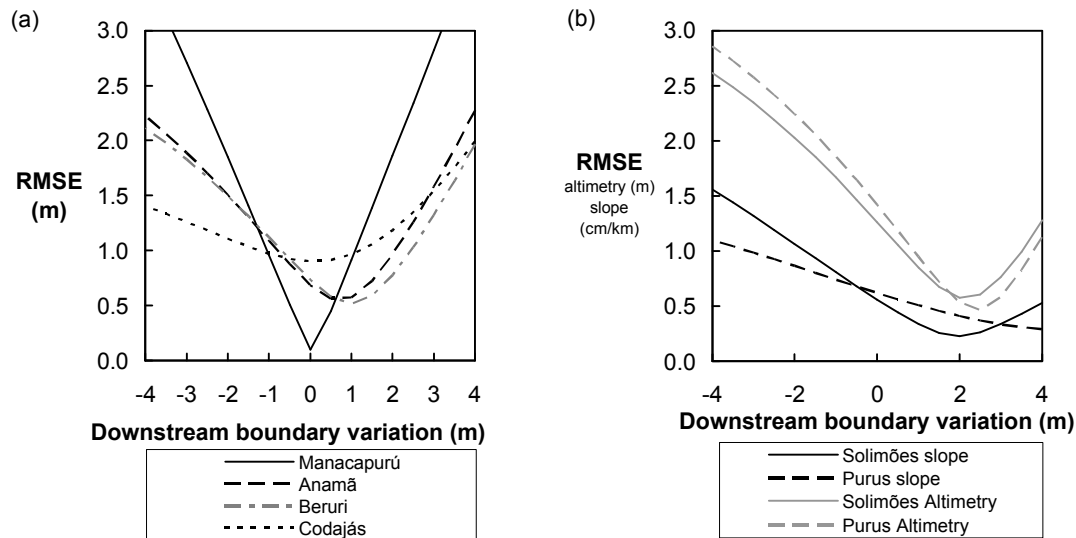 (a)
3.0
2.5
2.0
1.5
1.0
0.5
0.0
RMSE
(m)
-4 -3 -2 -1 0 1 2 3 4
Downstream boundary variation (m)
Manacapurú
Anamã
Beruri
Codajás
(b)
3.0
2.5
2.0
1.5
1.0
0.5
0.0
RMSE
altimetry (m)
slope
(cm/km)
-4 -2 0 2 4
Downstream boundary variation (m)
Solimões slope
Purus slope
Solimões Altimetry
Purus Altimetry